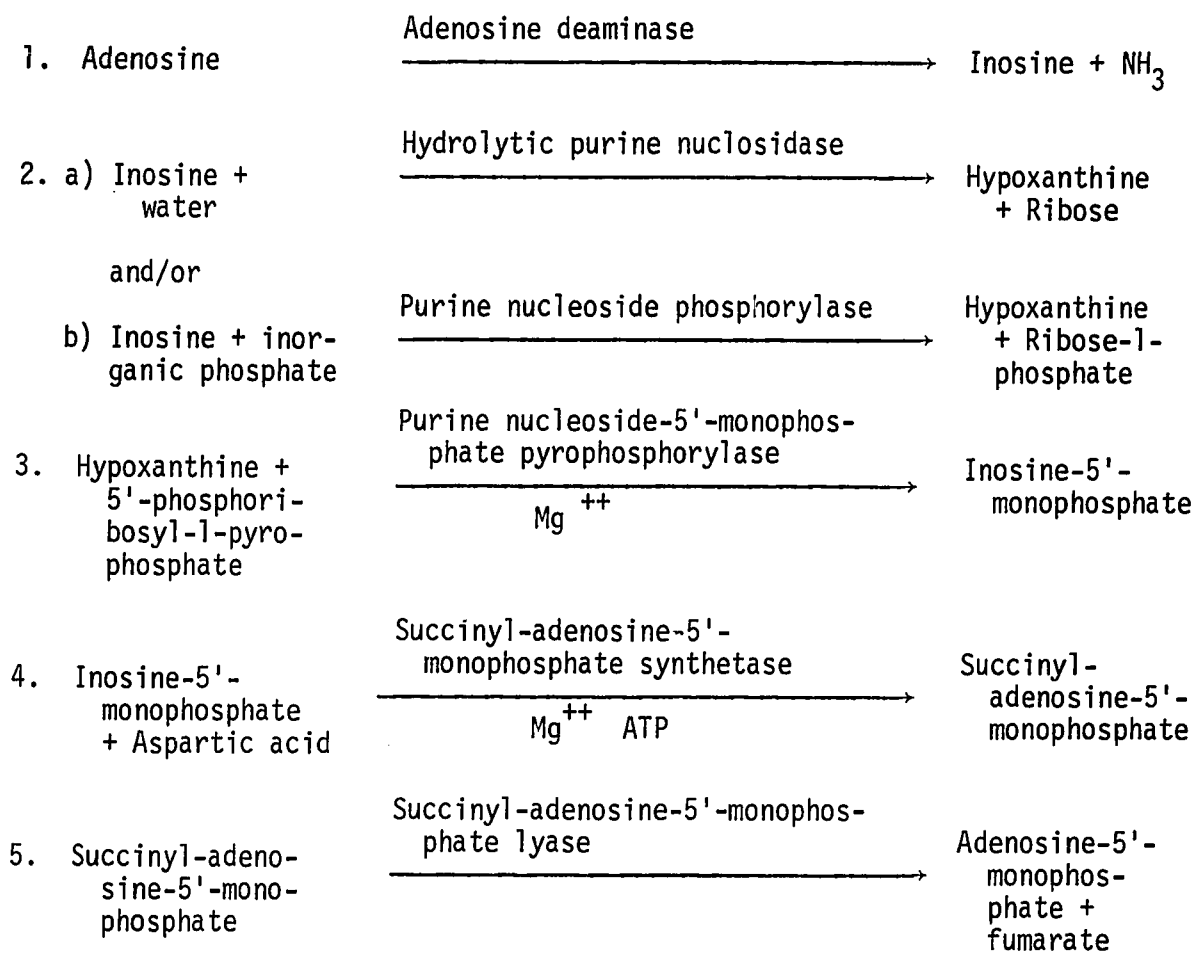 Adenosine deaminase
1. Adenosine
Inosine + NH3
Hydrolytic purine nuclosidase
2. a) Inosine +
water
Hypoxanthine
+ Ribose
and/or
Purine nucleoside phosphorylase
b) Inosine + inor-
ganic phosphate
Hypoxanthine
+ Ribose-1-
phosphate
Purine nucleoside-5'-monophos-
phate pyrophosphorylase
3. Hypoxanthine +
5'-phosphori-
bosyl-1-pyro-
phosphate
Mg ++
Inosine-5'-
monophosphate
Succinyl-adenosine-5'-
monophosphate synthetase
4. Inosine-5'-
monophosphate
+ Aspartic acid
Mg++ ATP
Succinyl-
adenosine-5'-
monophosphate
Succinyl-adenosine-5'-monophos-
phate lyase
5. Succinyl-adeno-
sine-5'-mono-
phosphate
Adenosine-5'-
monophos-
phate +
fumarate